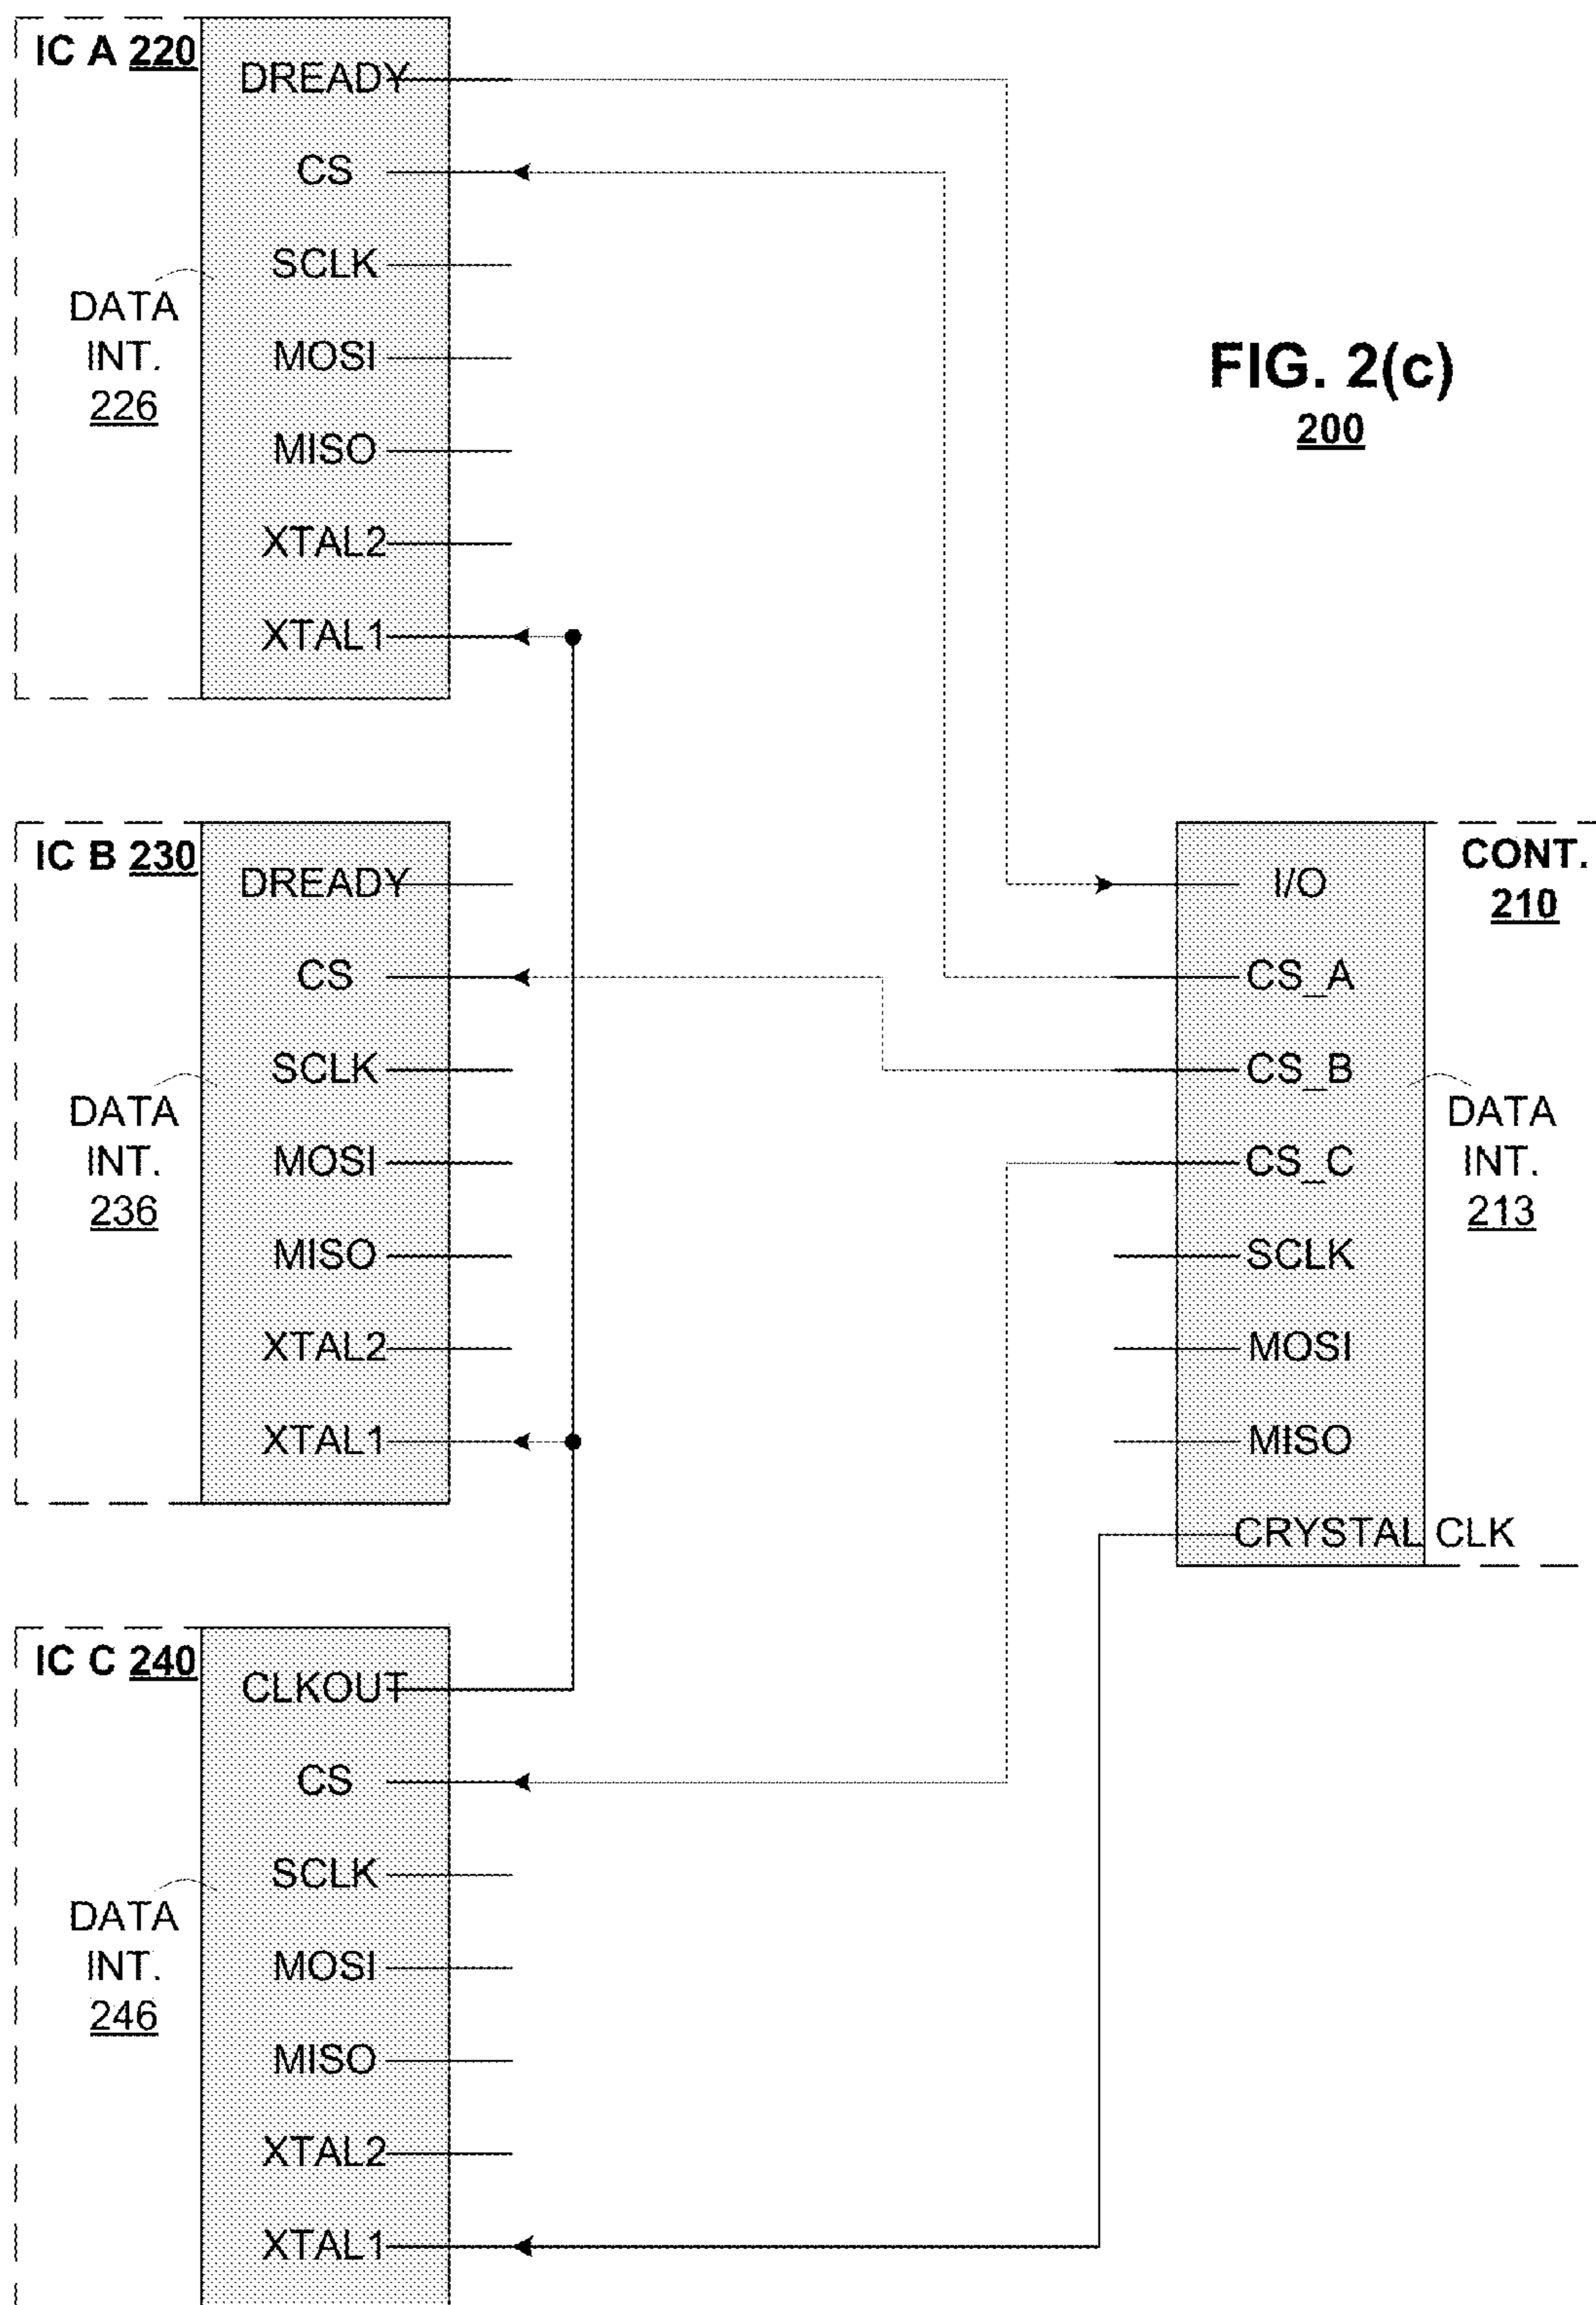 IC A 220
DREADY
CS
SCLK
DATA
INT.
226
MOSI
MISO
XTAL2
XTAL1
FIG. 2(c)
200
IC B 230
DREADY
CS
SCLK
DATA
INT.
236
MOSI
MISO
XTAL2
XTAL1
CONT.
210
I/O
CS_A
CS_B
CS_C
DATA
INT.
213
SCLK
MOSI
MISO
CRYSTAL CLK
IC C 240
CLKOUT
CS
SCLK
DATA
INT.
246
MOSI
MISO
XTAL2
XTAL1